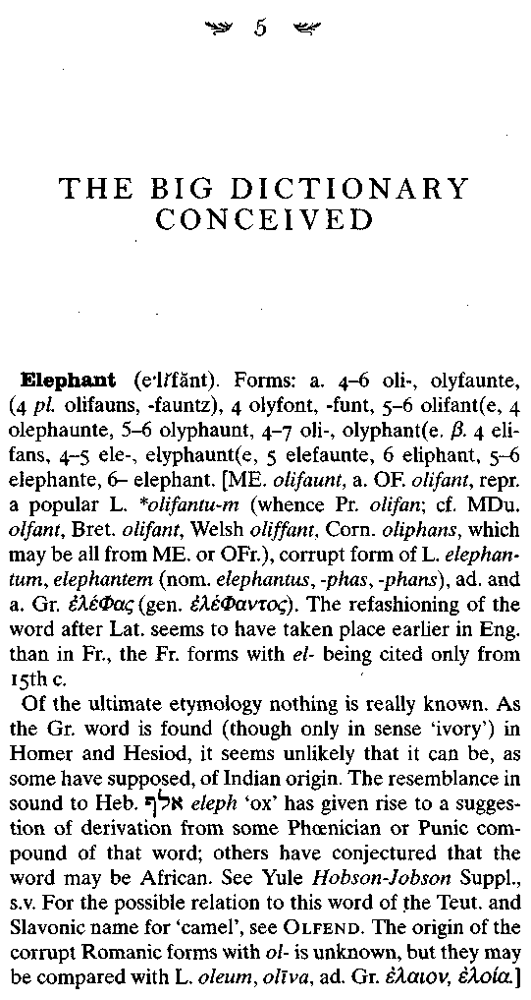 5
THE BIG DICTIONARY
CONCEIVED
Elephant (e·lĭfănt). Forms: a. 4–6 oli-, olyfaunte,
(4 pl. olifauns, -fauntz), 4 olyfont, -funt, 5–6 olifant(e, 4
olephaunte, 5–6 olyphaunt, 4–7 oli-, olyphant(e. β. 4 eli-
fans, 4–5 ele-, elyphaunt(e, 5 elefaunte, 6 eliphant, 5–6
elephante, 6– elephant. [ME. olifaunt, a. OF. olifant, repr.
a popular L. *olifantu-m (whence Pr. olifan; cf. MDu.
olfant, Bret. olifant, Welsh oliffant, Corn. oliphans, which
may be all from ME. or OFr.), corrupt form of L. elephan-
tum, elephantem (nom. elephantus, -phas, -phans), ad. and
a. Gr. ἐλέΦας (gen. ἐλέΦαντος). The refashioning of the
word after Lat. seems to have taken place earlier in Eng.
than in Fr., the Fr. forms with el- being cited only from
15th c.
Of the ultimate etymology nothing is really known. As
the Gr. word is found (though only in sense ‘ivory’) in
Homer and Hesiod, it seems unlikely that it can be, as
some have supposed, of Indian origin. The resemblance in
sound to Heb. אלף eleph ‘ox’ has given rise to a sugges-
tion of derivation from some Phœnician or Punic com-
pound of that word; others have conjectured that the
word may be African. See Yule Hobson-Jobson Suppl.,
s.v. For the possible relation to this word of the Teut. and
Slavonic name for ‘camel’, see OLFEND. The origin of the
corrupt Romanic forms with ol- is unknown, but they may
be compared with L. oleum, olīva, ad. Gr. ἐλαιον, ἐλοία.]